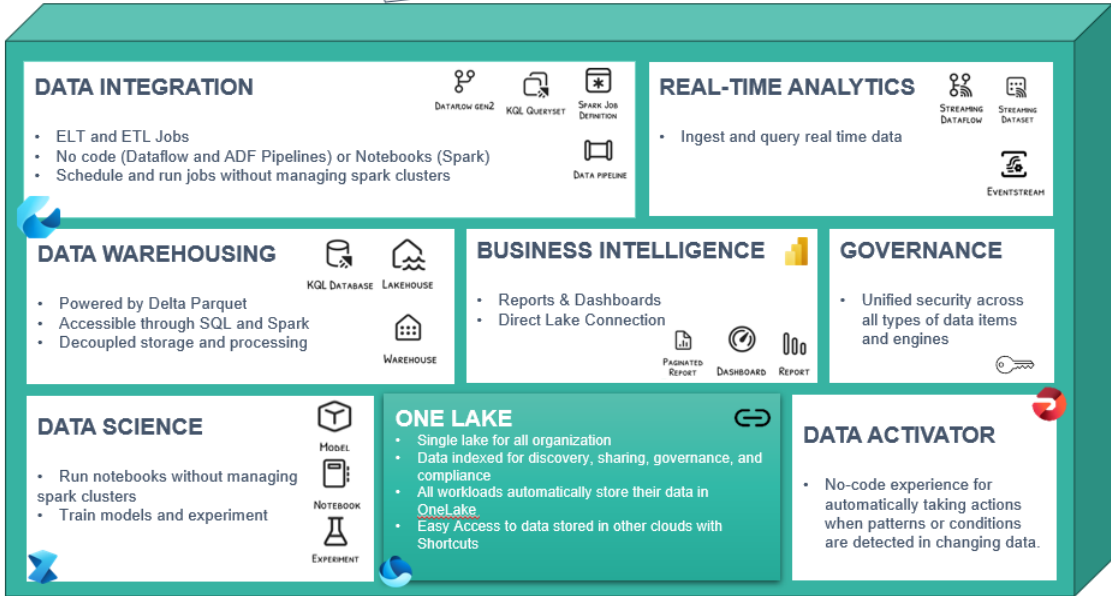 DATA INTEGRATION
DATAFLOW GEN2
KQL QUERYSET
SPARK JOB
DEFINITION
• ELT and ETL Jobs
• No code (Dataflow and ADF Pipelines) or Notebooks (Spark)
• Schedule and run jobs without managing spark clusters
DATA PIPELINE
REAL-TIME ANALYTICS
STREAMING
DATAFLOW
STREAMING
DATASET
• Ingest and query real time data
EVENTSTREAM
DATA WAREHOUSING
KQL DATABASE
LAKEHOUSE
• Powered by Delta Parquet
• Accessible through SQL and Spark
• Decoupled storage and processing
WAREHOUSE
BUSINESS INTELLIGENCE
• Reports & Dashboards
• Direct Lake Connection
PAGINATED
REPORT
DASHBOARD
REPORT
GOVERNANCE
• Unified security across
all types of data items
and engines
DATA SCIENCE
MODEL
• Run notebooks without managing
spark clusters
• Train models and experiment
NOTEBOOK
EXPERIMENT
ONE LAKE
• Single lake for all organization
• Data indexed for discovery, sharing, governance, and
compliance
• All workloads automatically store their data in
OneLake
• Easy Access to data stored in other clouds with
Shortcuts
DATA ACTIVATOR
• No-code experience for
automatically taking actions
when patterns or conditions
are detected in changing data.